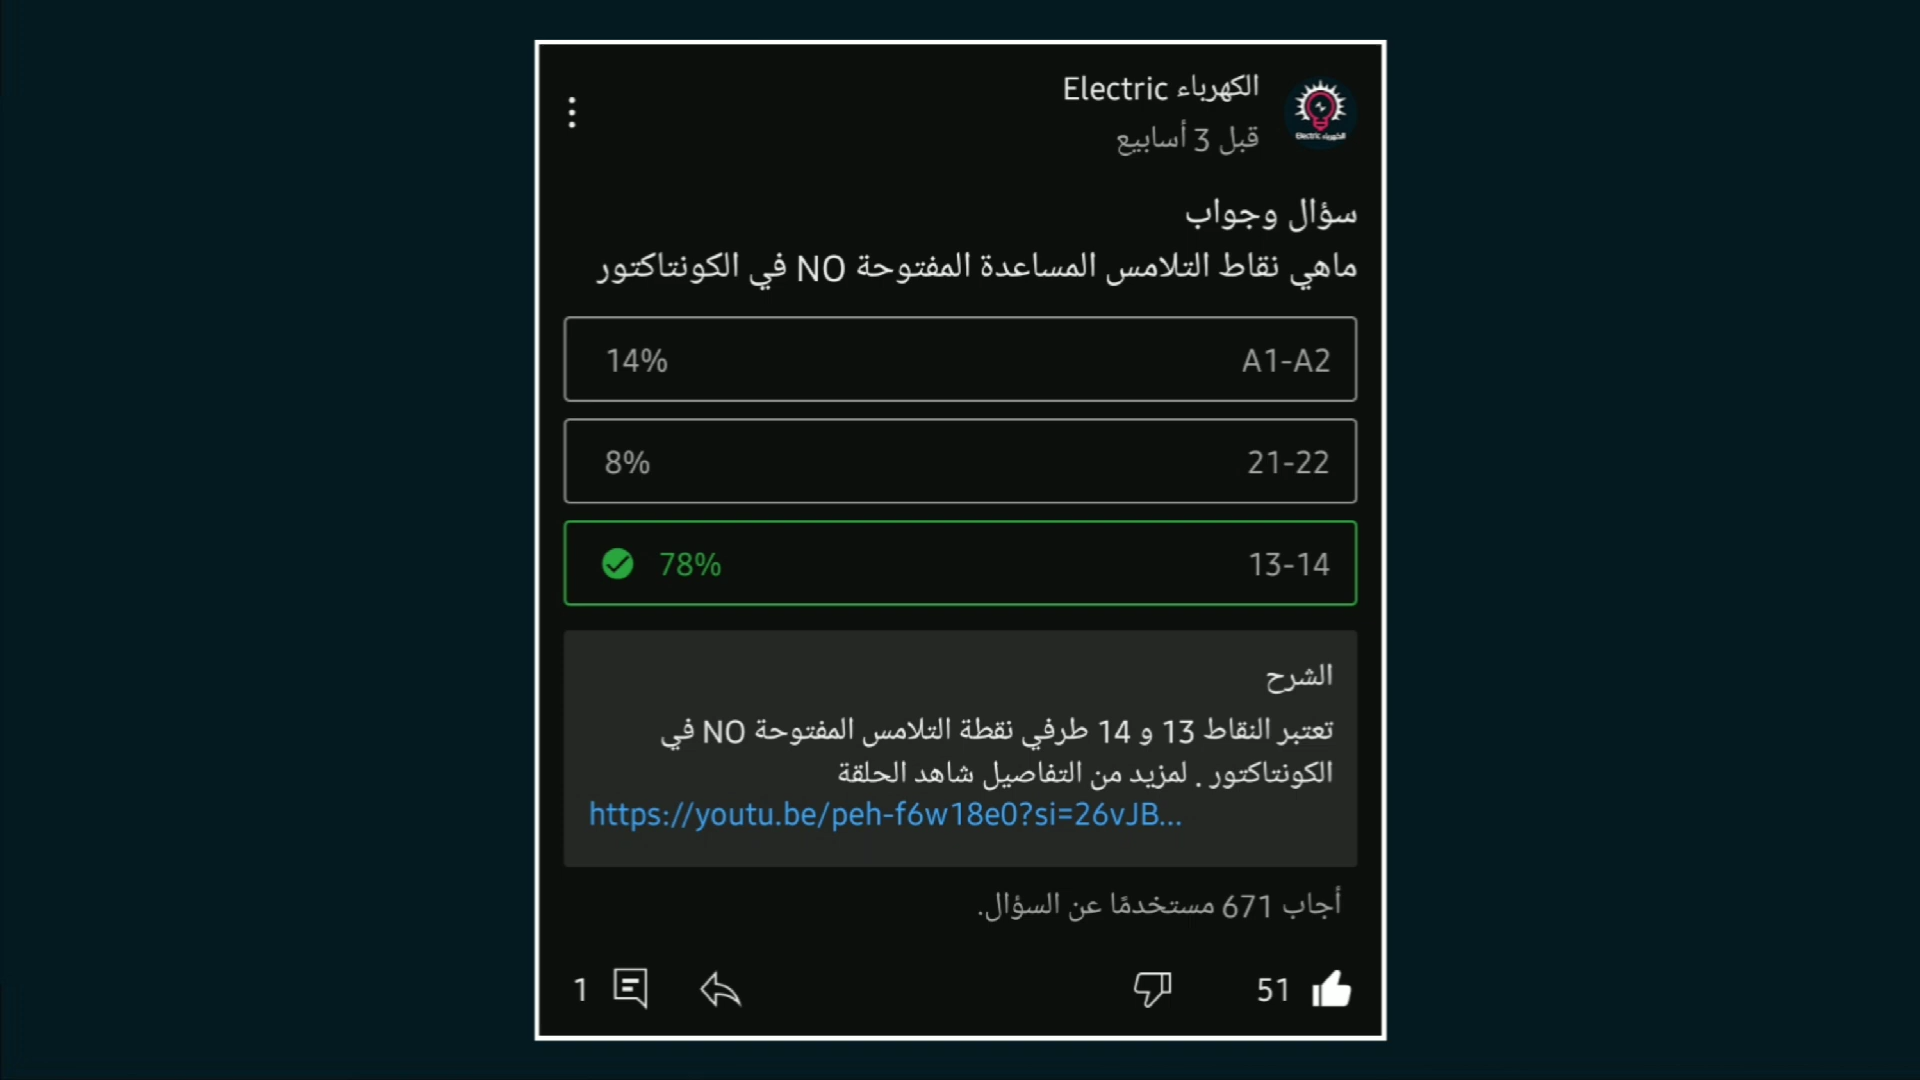 الكهرباء Electric
قبل 3 أسابيع
سؤال وجواب
ماهي نقاط التلامس المساعدة المفتوحة NO في الكونتاكتور
A1-A2 14%
21-22 8%
13-14 78%
الشرح
تعتبر النقاط 13 و 14 طرفي نقطة التلامس المفتوحة NO في
الكونتاكتور . لمزيد من التفاصيل شاهد الحلقة
https://youtu.be/peh-f6w18e0?si=26vJB...
أجاب 671 مستخدمًا عن السؤال.
51 1